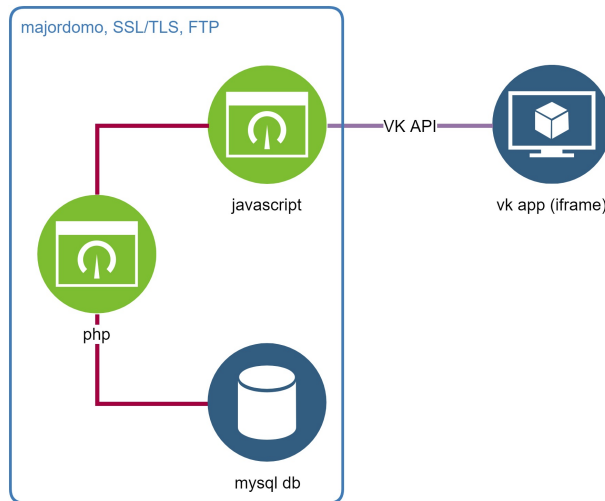 majordomo, SSL/TLS, FTP
VK API
javascript
vk app (iframe)
php
mysql db